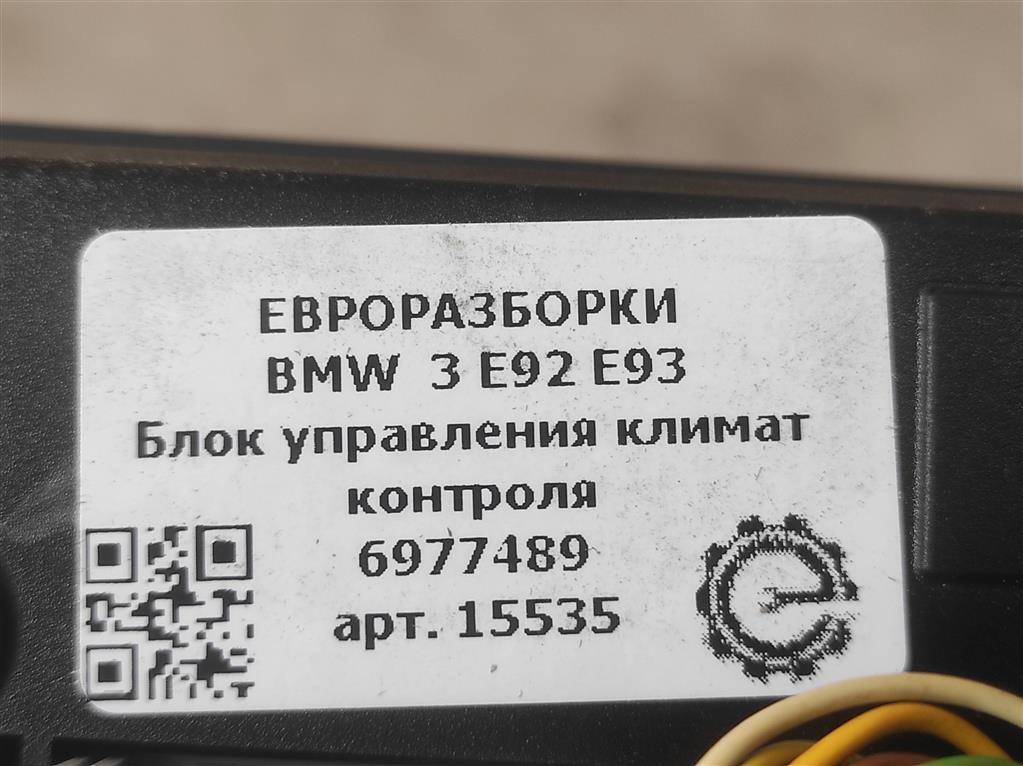 ЕВРОРАЗБОРКИ
BMW 3 E92 E93
Блок управления климат
контроля
6977489
арт. 15535